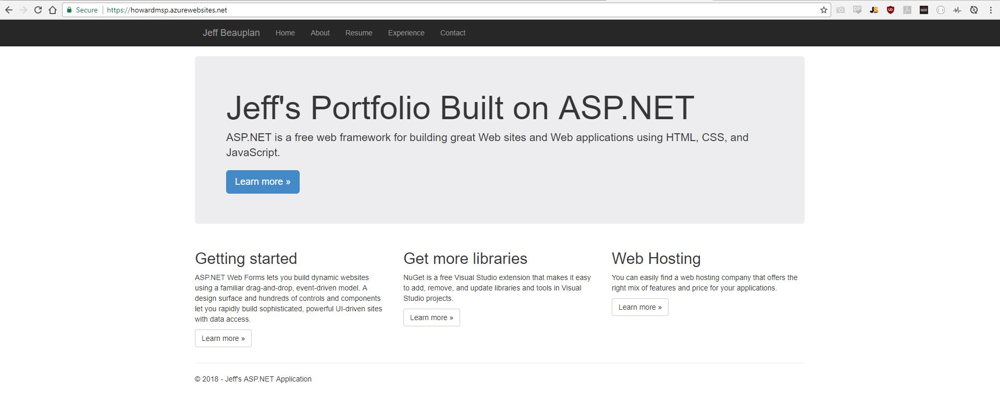 Secure https://howardmsp.azurewebsites.net
Jeff Beauplan Home About Resume Experience Contact
Jeff's Portfolio Built on ASP.NET
ASP.NET is a free web framework for building great Web sites and Web applications using HTML, CSS, and
JavaScript.
Learn more »
Getting started
ASP.NET Web Forms lets you build dynamic websites
using a familiar drag-and-drop, event-driven model. A
design surface and hundreds of controls and components
let you rapidly build sophisticated, powerful UI-driven sites
with data access.
Learn more »
Get more libraries
NuGet is a free Visual Studio extension that makes it easy
to add, remove, and update libraries and tools in Visual
Studio projects.
Learn more »
Web Hosting
You can easily find a web hosting company that offers the
right mix of features and price for your applications.
Learn more »
© 2018 - Jeff's ASP.NET Application